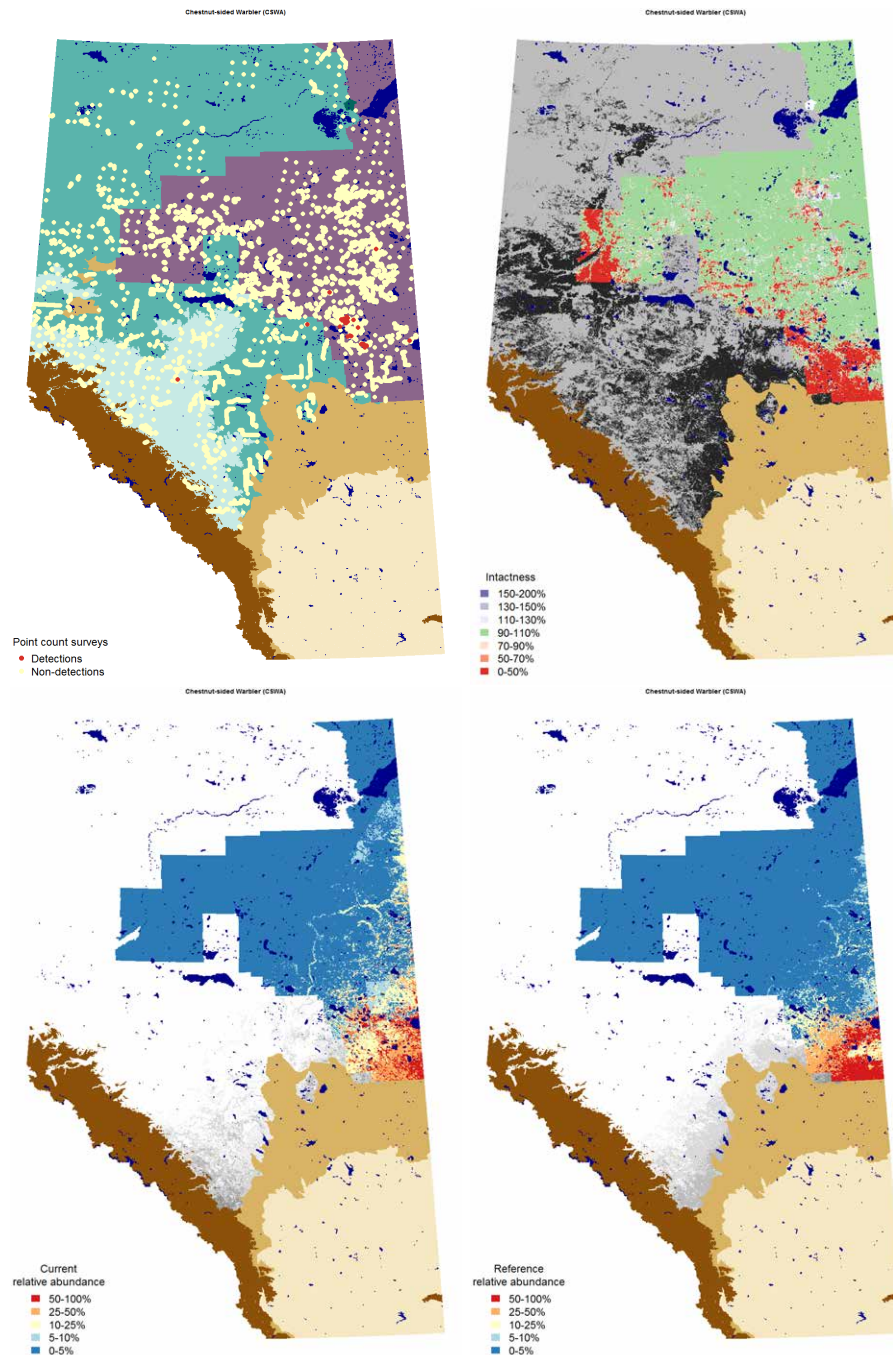 Chestnut-sided Warbler (CSWA)
Point count surveys
Detections
Non-detections
Chestnut-sided Warbler (CSWA)
Intactness
150-200%
130-150%
110-130%
90-110%
70-90%
50-70%
0-50%
Chestnut-sided Warbler (CSWA)
Current
relative abundance
50-100%
25-50%
10-25%
5-10%
0-5%
Chestnut-sided Warbler (CSWA)
Reference
relative abundance
50-100%
25-50%
10-25%
5-10%
0-5%